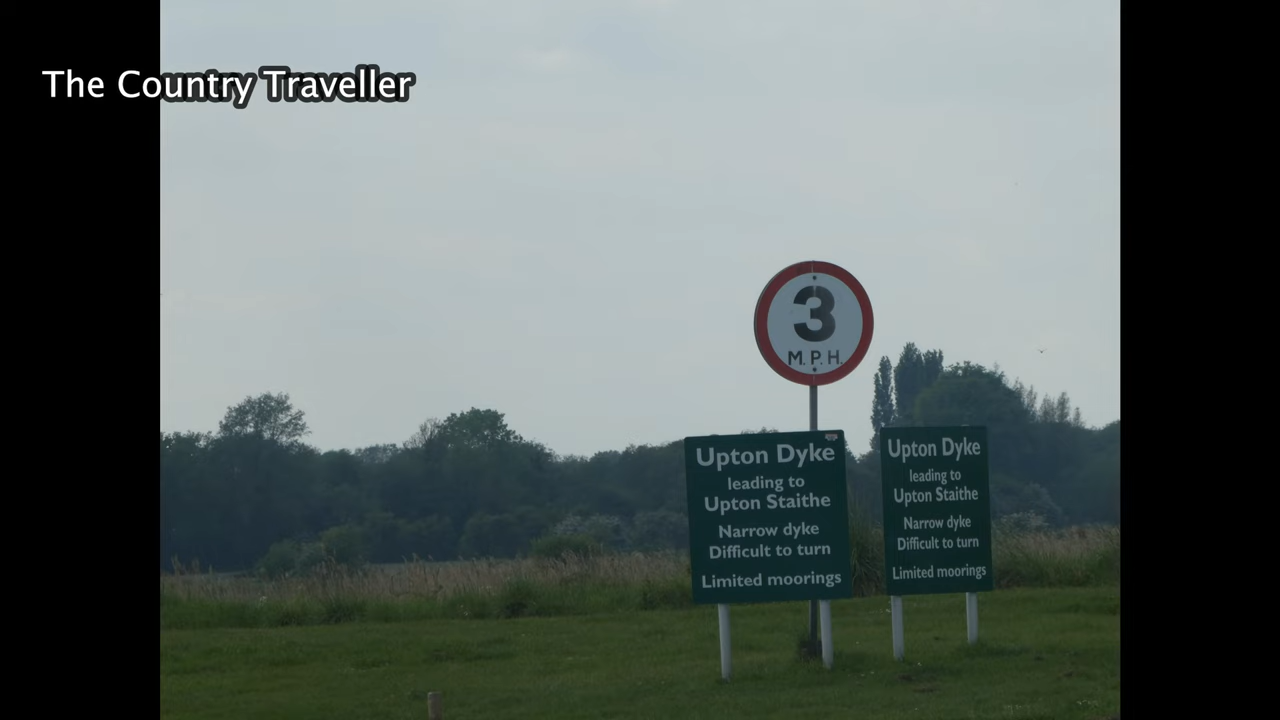 The Country Traveller
3
M.P.H.
Upton Dyke
leading to
Upton Staithe
Narrow dyke
Difficult to turn
Limited moorings
Upton Dyke
leading to
Upton Staithe
Narrow dyke
Difficult to turn
Limited moorings